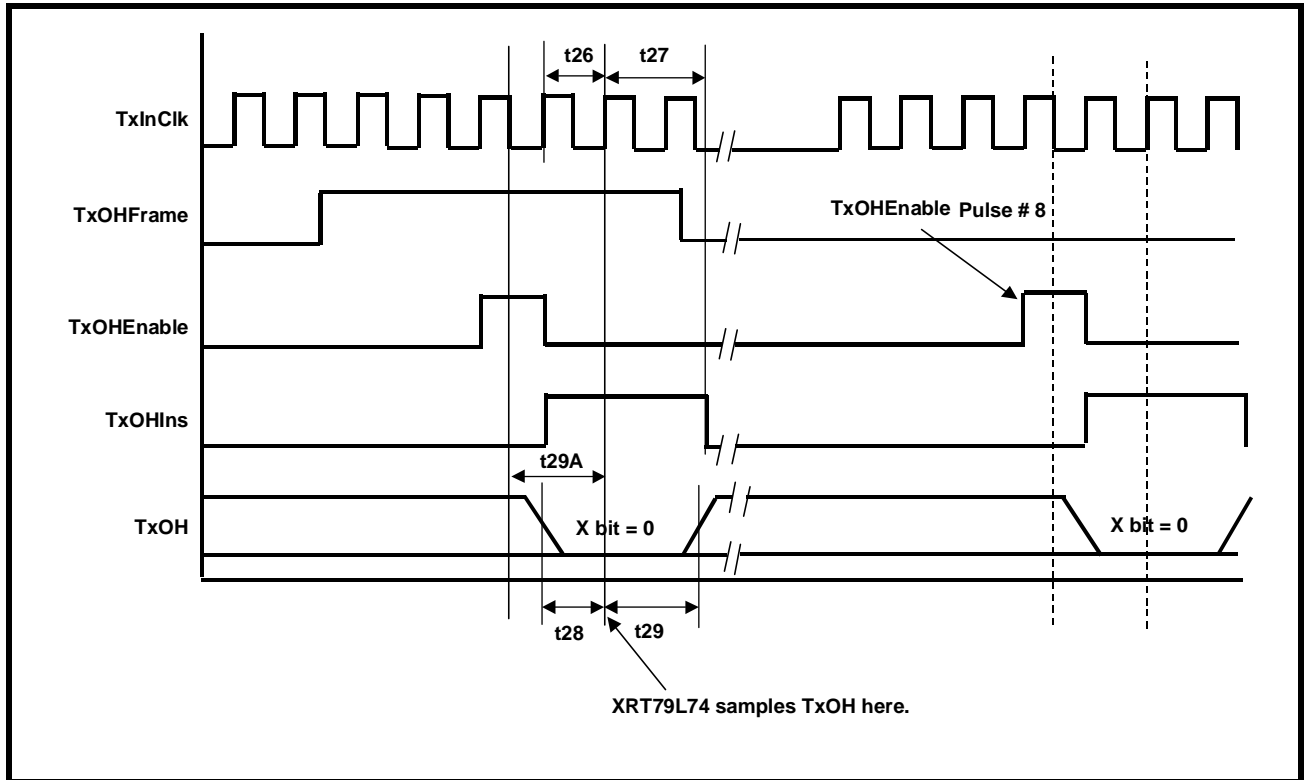 t26
t27
TxInClk
TxOHFrame
TxOHEnable Pulse # 8
TxOHEnable
TxOHIns
t29A
TxOH
X bit = 0
X bit = 0
t28
t29
XRT79L74 samples TxOH here.